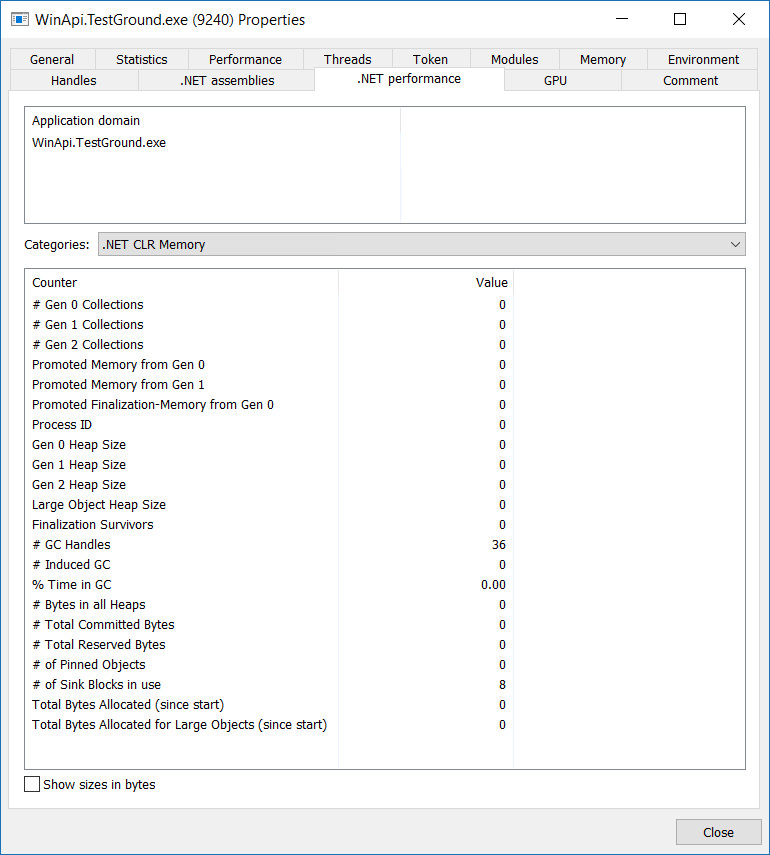 WinApi.TestGround.exe (9240) Properties
General Statistics Performance Threads Token Modules Memory Environment
Handles .NET assemblies .NET performance GPU Comment
Application domain
WinApi.TestGround.exe
Categories: .NET CLR Memory
Counter Value
# Gen 0 Collections 0
# Gen 1 Collections 0
# Gen 2 Collections 0
Promoted Memory from Gen 0 0
Promoted Memory from Gen 1 0
Promoted Finalization-Memory from Gen 0 0
Process ID 0
Gen 0 Heap Size 0
Gen 1 Heap Size 0
Gen 2 Heap Size 0
Large Object Heap Size 0
Finalization Survivors 0
# GC Handles 36
# Induced GC 0
% Time in GC 0.00
# Bytes in all Heaps 0
# Total Committed Bytes 0
# Total Reserved Bytes 0
# of Pinned Objects 0
# of Sink Blocks in use 8
Total Bytes Allocated (since start) 0
Total Bytes Allocated for Large Objects (since start) 0
Show sizes in bytes
Close